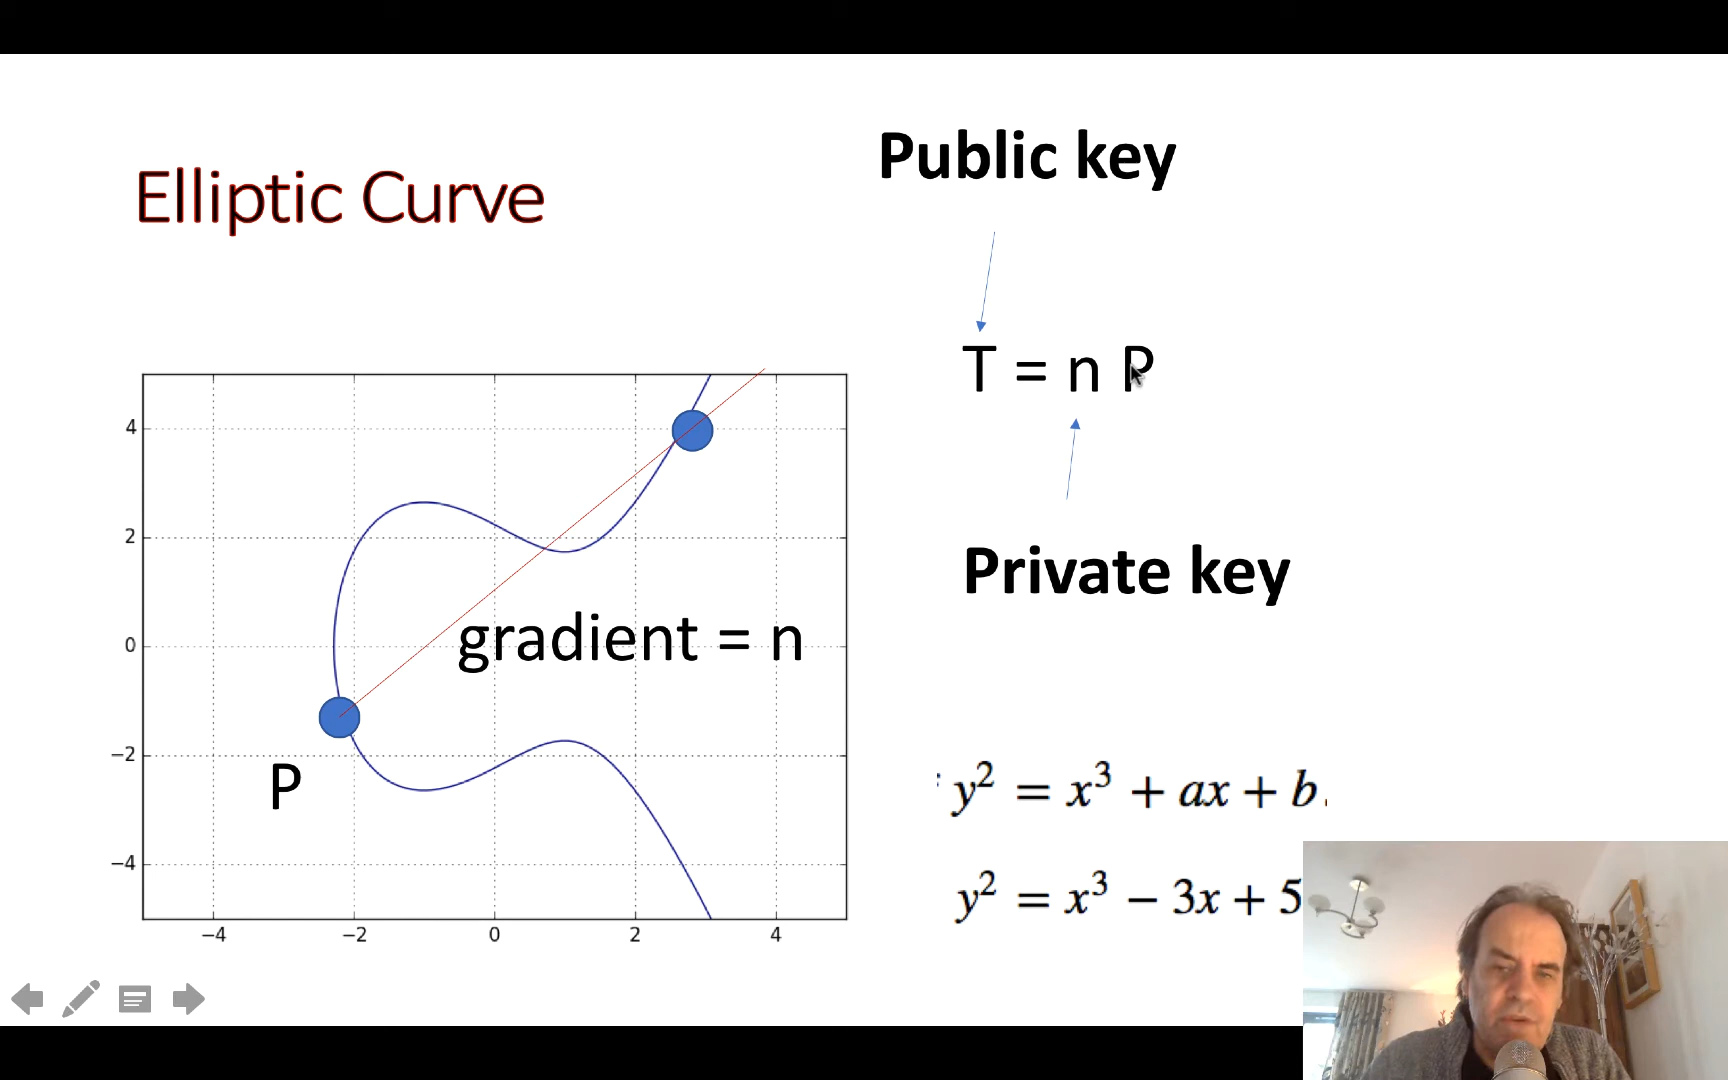 Elliptic Curve
Public key
T = n P
Private key
4
2
0
−2
−4
−4
−2
0
2
4
gradient = n
P
y² = x³ + ax + b.
y² = x³ − 3x + 5